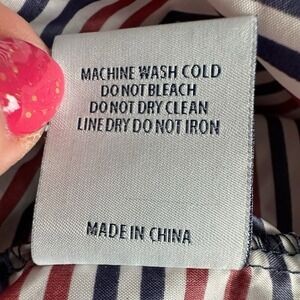 MACHINE WASH COLD
DO NOT BLEACH
DO NOT DRY CLEAN
LINE DRY DO NOT IRON
MADE IN CHINA